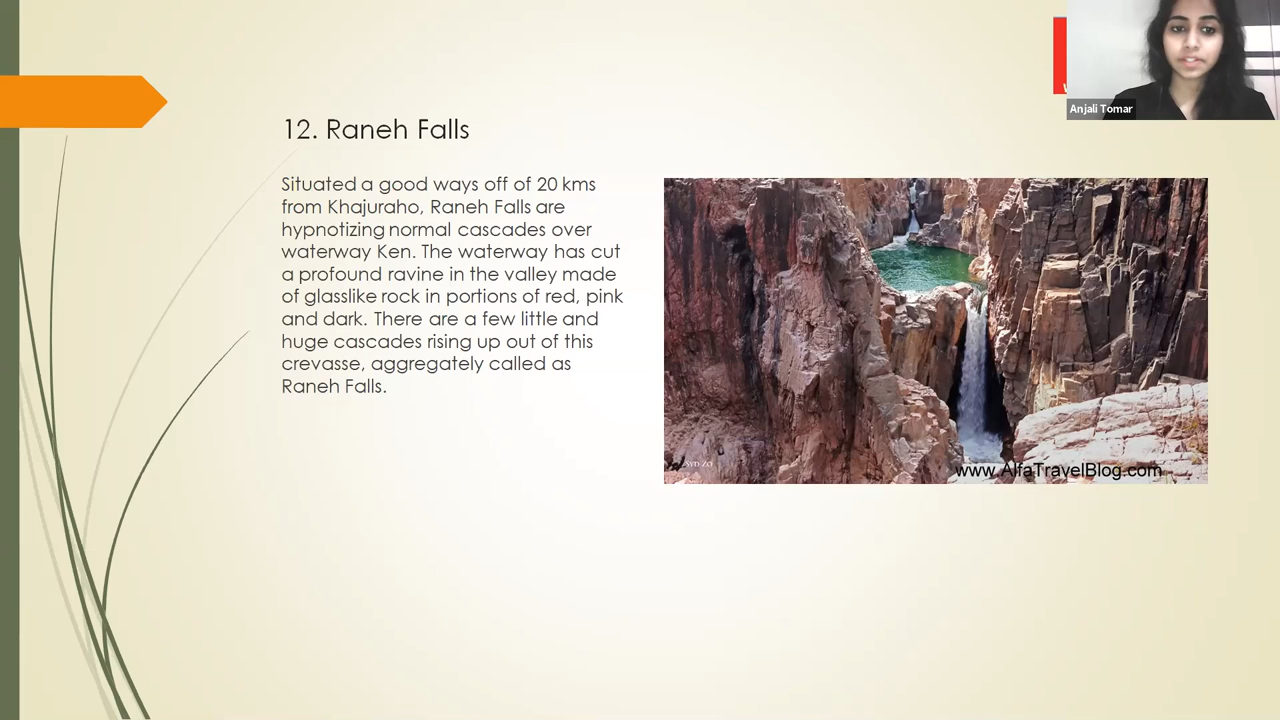 Anjali Tomar
12. Raneh Falls
Situated a good ways off of 20 kms
from Khajuraho, Raneh Falls are
hypnotizing normal cascades over
waterway Ken. The waterway has cut
a profound ravine in the valley made
of glasslike rock in portions of red, pink
and dark. There are a few little and
huge cascades rising up out of this
crevasse, aggregately called as
Raneh Falls.
www AlfaTravelBlog.com